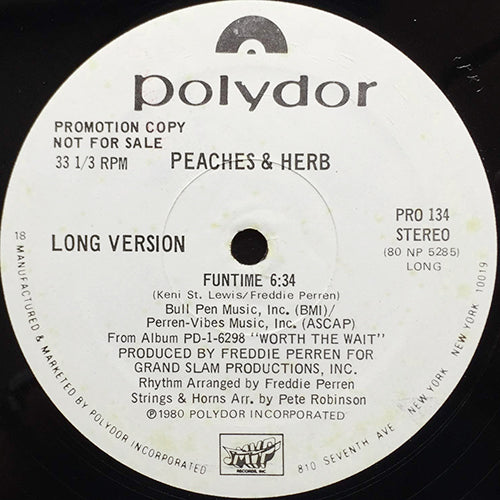 polydor
PROMOTION COPY
NOT FOR SALE
33 1/3 RPM
PEACHES & HERB
PRO 134
STEREO
(80 NP 5285)
LONG
LONG VERSION
FUNTIME 6:34
(Keni St. Lewis/Freddie Perren)
Bull Pen Music, Inc. (BMI)/
Perren-Vibes Music, Inc. (ASCAP)
From Album PD-1-6298 "WORTH THE WAIT"
PRODUCED BY FREDDIE PERREN FOR
GRAND SLAM PRODUCTIONS, INC.
Rhythm Arranged by Freddie Perren
Strings & Horns Arr. by Pete Robinson
℗1980 POLYDOR INCORPORATED
MVP
RECORDS, INC
18 MANUFACTURED & MARKETED BY POLYDOR INCORPORATED
810 SEVENTH AVE NEW YORK, NEW YORK 10019